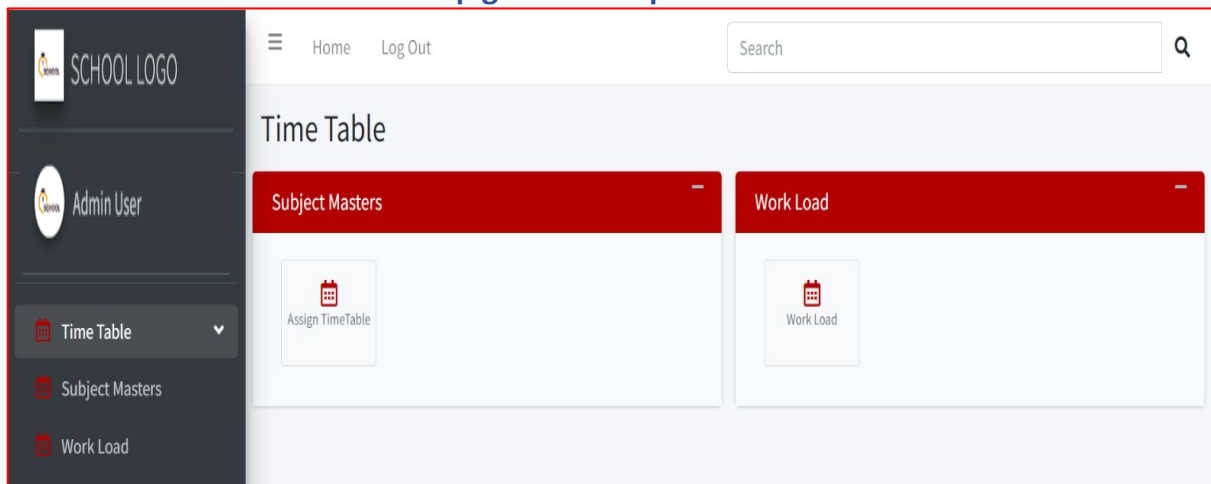 SCHOOL LOGO
Home Log Out
Search
Time Table
Admin User
Subject Masters
Work Load
Assign TimeTable
Work Load
Time Table
Subject Masters
Work Load